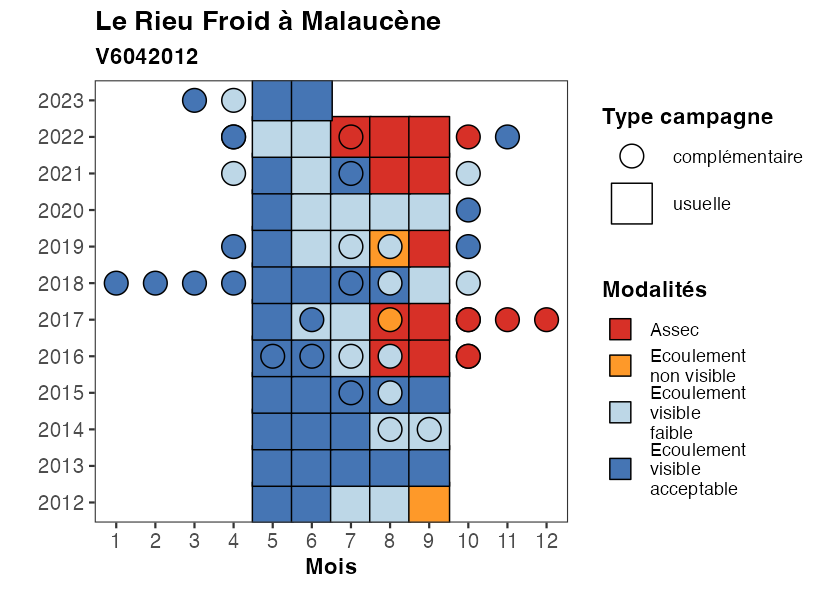 Le Rieu Froid à Malaucène
V6042012
2023
2022
2021
2020
2019
2018
2017
2016
2015
2014
2013
2012
1 2 3 4 5 6 7 8 9 10 11 12
Mois
Type campagne
complémentaire
usuelle
Modalités
Assec
Ecoulement
non visible
Ecoulement
visible
faible
Ecoulement
visible
acceptable